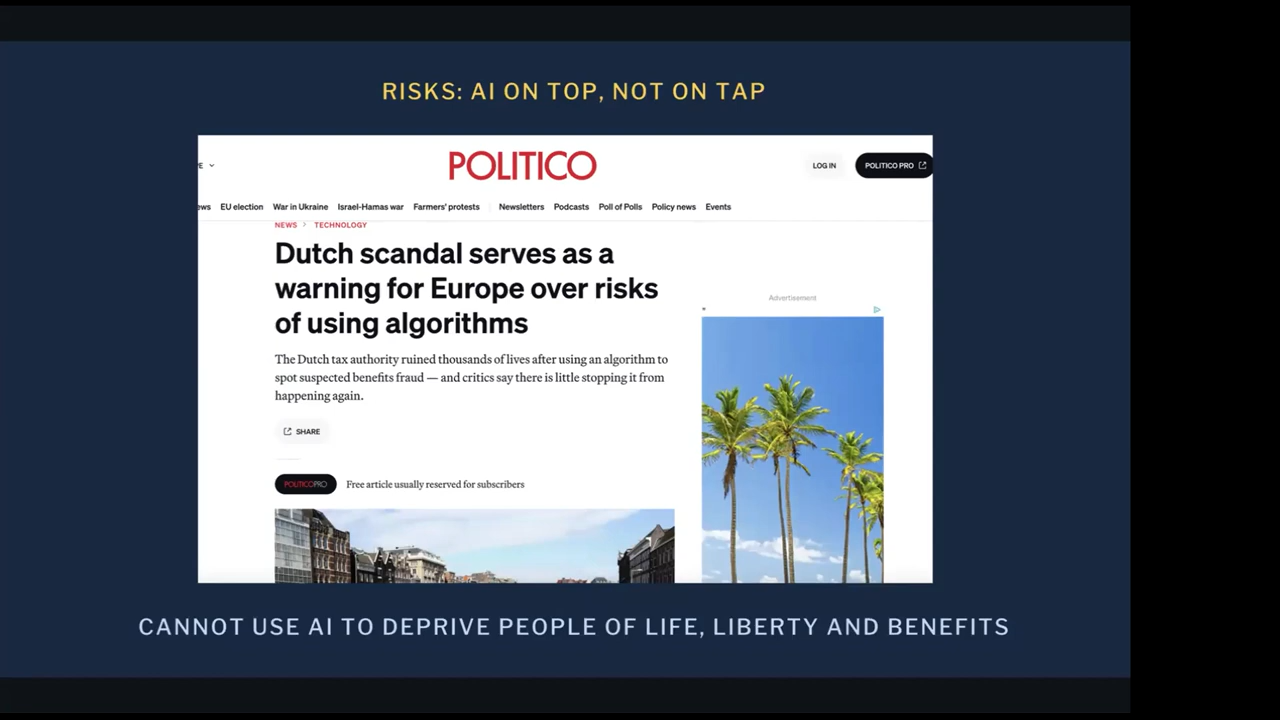 RISKS: AI ON TOP, NOT ON TAP
POLITICO
LOG IN
POLITICO PRO
EU election
War in Ukraine
Israel-Hamas war
Farmers' protests
Newsletters
Podcasts
Poll of Polls
Policy news
Events
NEWS
TECHNOLOGY
Dutch scandal serves as a
warning for Europe over risks
of using algorithms
The Dutch tax authority ruined thousands of lives after using an algorithm to
spot suspected benefits fraud — and critics say there is little stopping it from
happening again.
Advertisement
SHARE
POLITICOPRO
Free article usually reserved for subscribers
CANNOT USE AI TO DEPRIVE PEOPLE OF LIFE, LIBERTY AND BENEFITS